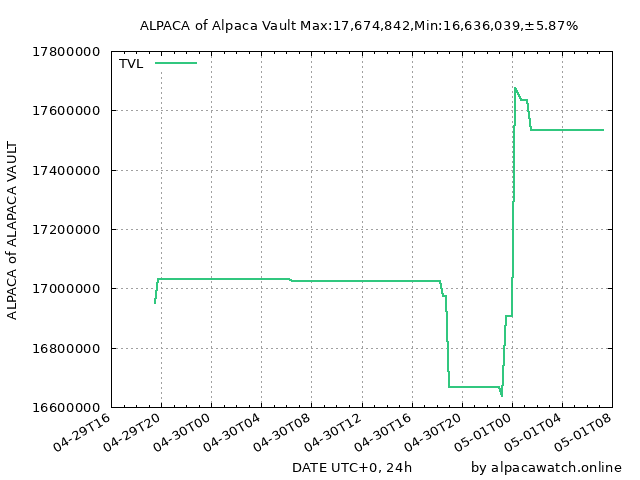 ALPACA of Alpaca Vault Max:17,674,842,Min:16,636,039,±5.87%
TVL
17800000
17600000
17400000
17200000
17000000
16800000
16600000
ALPACA of ALAPACA VAULT
04-29T16
04-29T20
04-30T00
04-30T04
04-30T08
04-30T12
04-30T16
04-30T20
05-01T00
05-01T04
05-01T08
DATE UTC+0, 24h
by alpacawatch.online